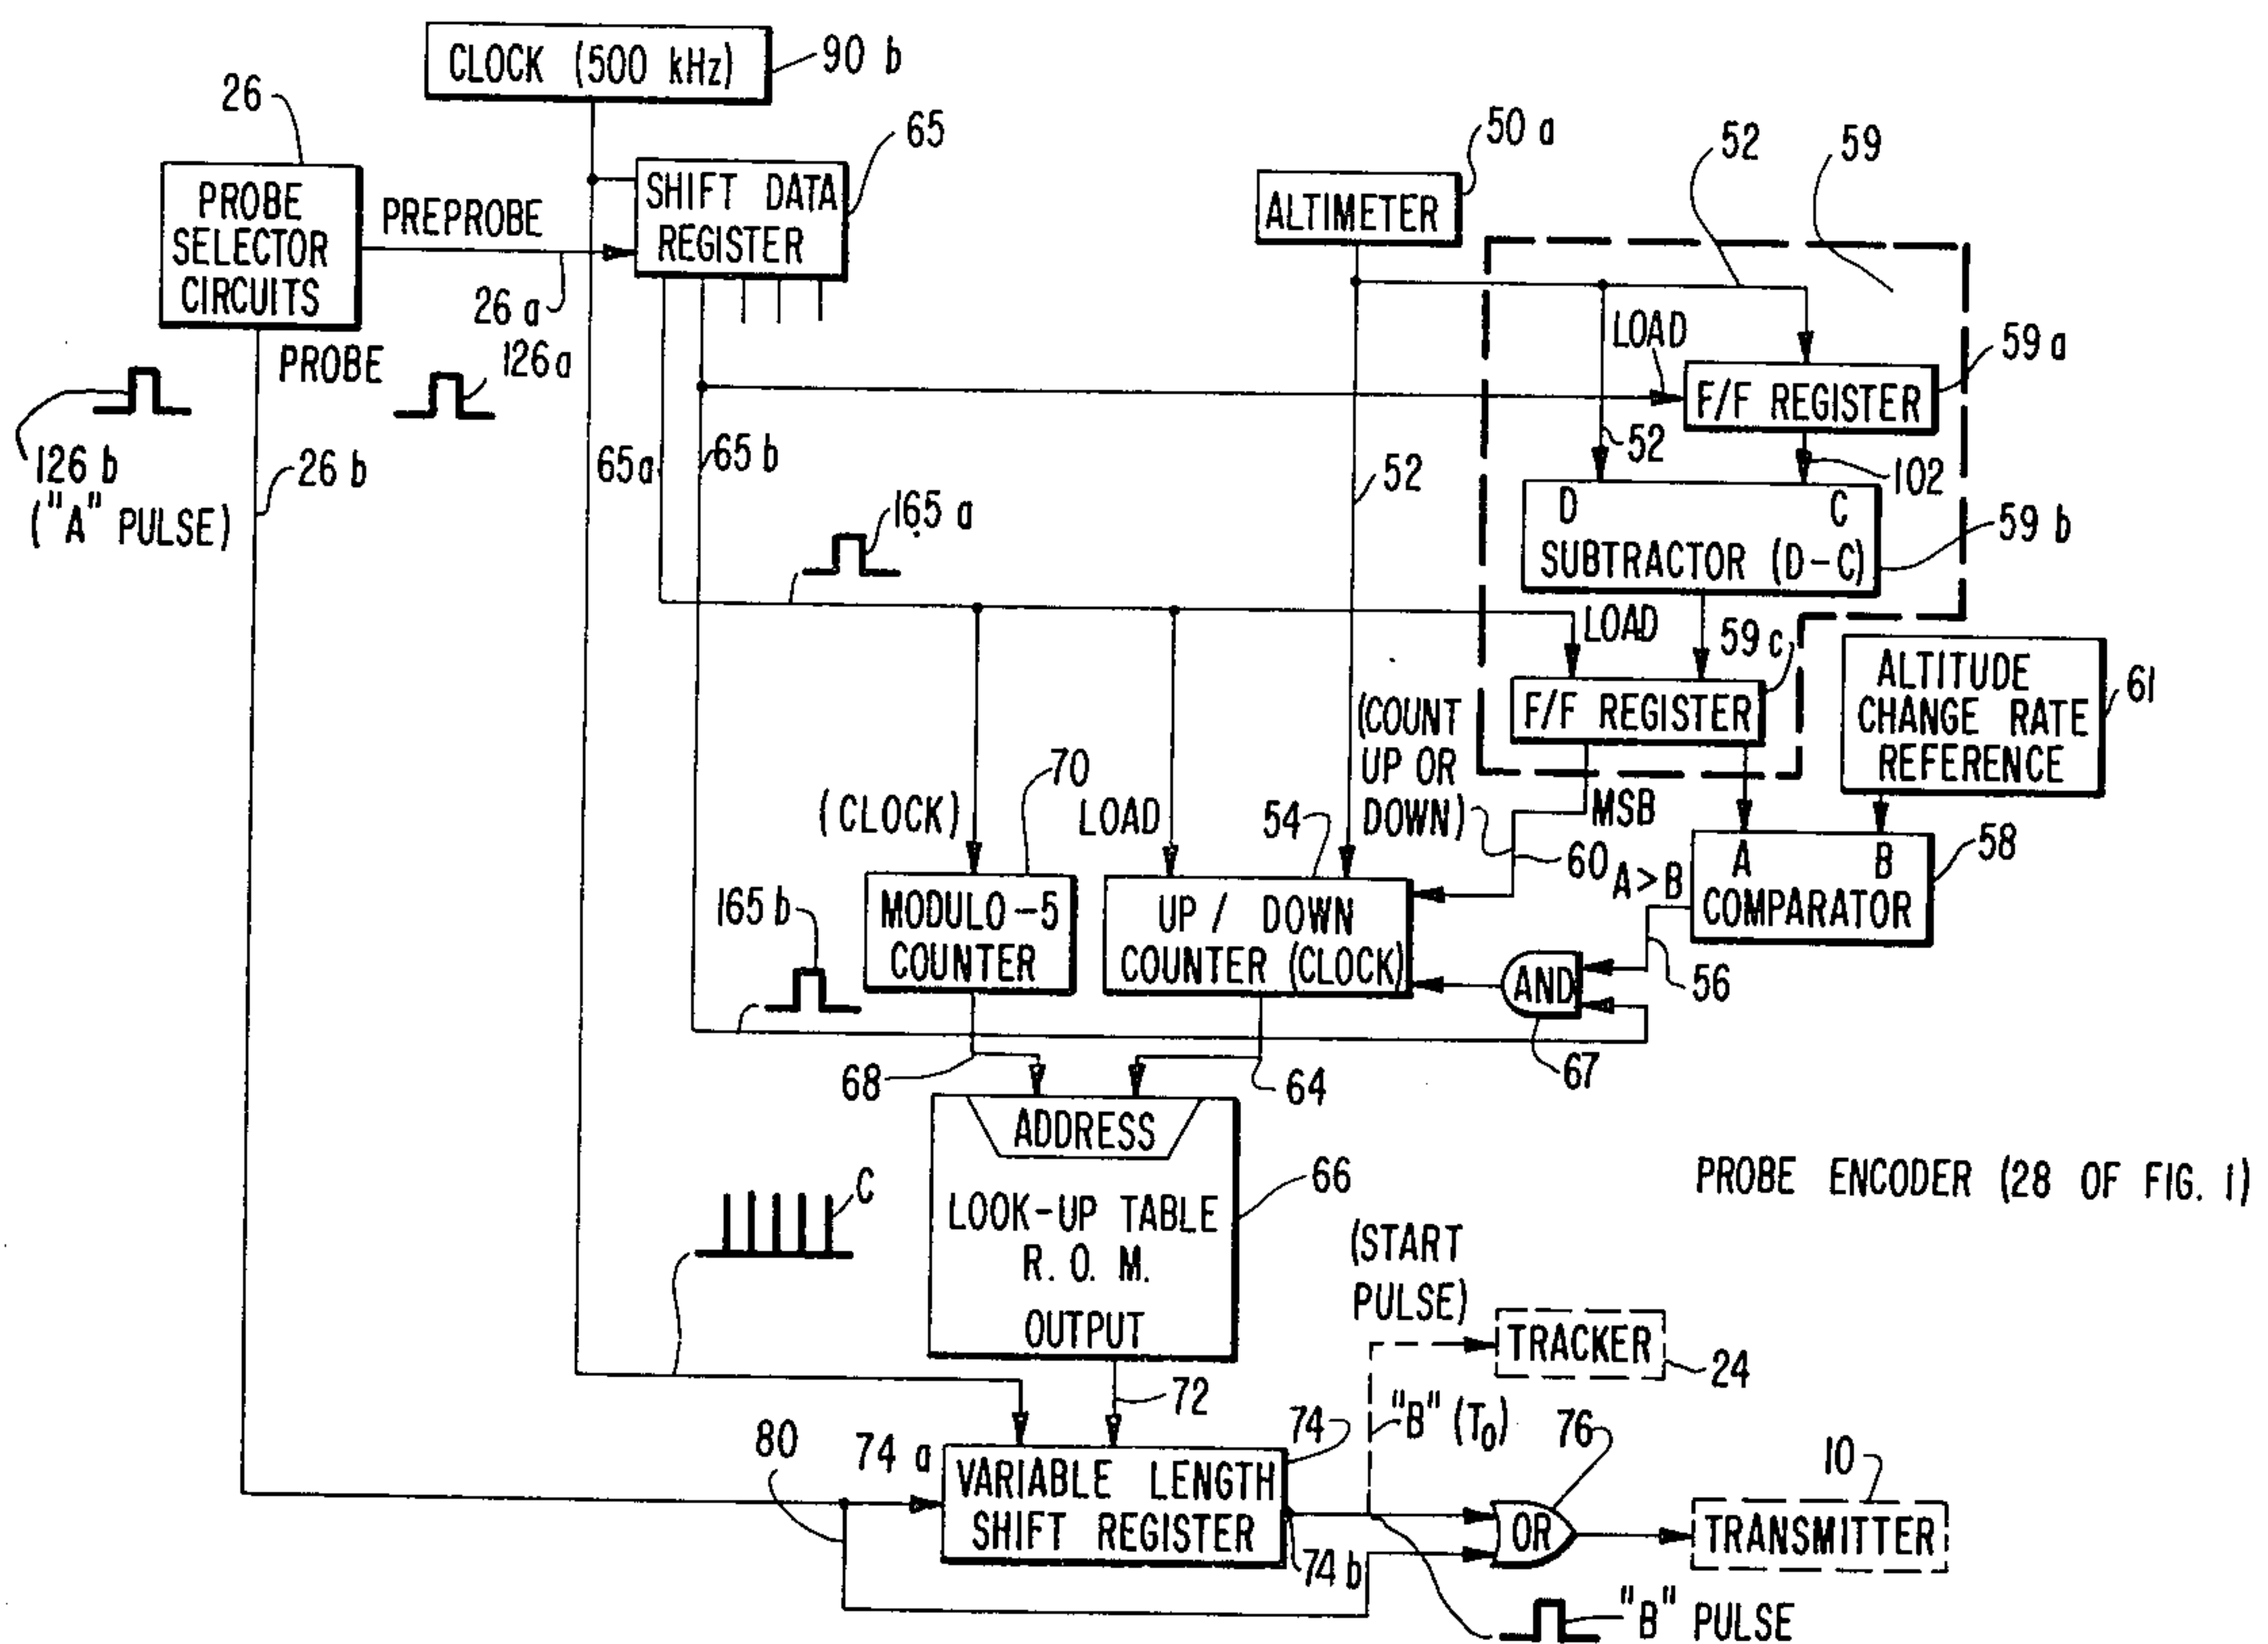 CLOCK (500 kHz)
90 b
26
PROBE
SELECTOR
CIRCUITS
PREPROBE
26 a
SHIFT DATA
REGISTER
65
ALTIMETER
50 a
52
59
PROBE
126 a
126 b
("A" PULSE)
26 b
65a
65 b
LOAD
F/F REGISTER
59 a
52
52
102
D
C
SUBTRACTOR (D-C)
59 b
165 a
LOAD
59 c
F/F REGISTER
ALTITUDE
CHANGE RATE
REFERENCE
61
(COUNT
UP OR
DOWN)
MSB
60
(CLOCK)
70
LOAD
54
MODULO-5
COUNTER
UP / DOWN
COUNTER (CLOCK)
A>B
A
B
COMPARATOR
58
56
AND
67
165 b
68
64
ADDRESS
LOOK-UP TABLE
R. O. M.
OUTPUT
66
C
PROBE ENCODER (28 OF FIG. 1)
(START
PULSE)
TRACKER
24
72
"B" (T0)
80
74 a
VARIABLE LENGTH
SHIFT REGISTER
74
74 b
76
OR
10
TRANSMITTER
"B" PULSE